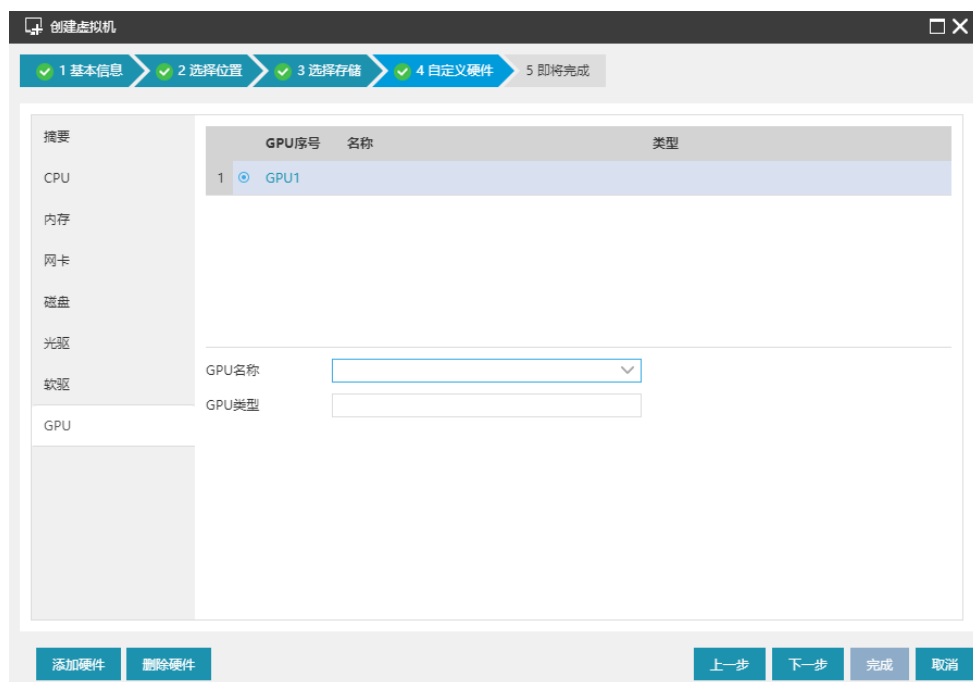 创建虚拟机
1 基本信息 2 选择位置 3 选择存储 4 自定义硬件 5 即将完成
摘要
CPU
内存
网卡
磁盘
光驱
软驱
GPU
GPU序号 名称 类型
1 GPU1
GPU名称
GPU类型
添加硬件 删除硬件 上一步 下一步 完成 取消